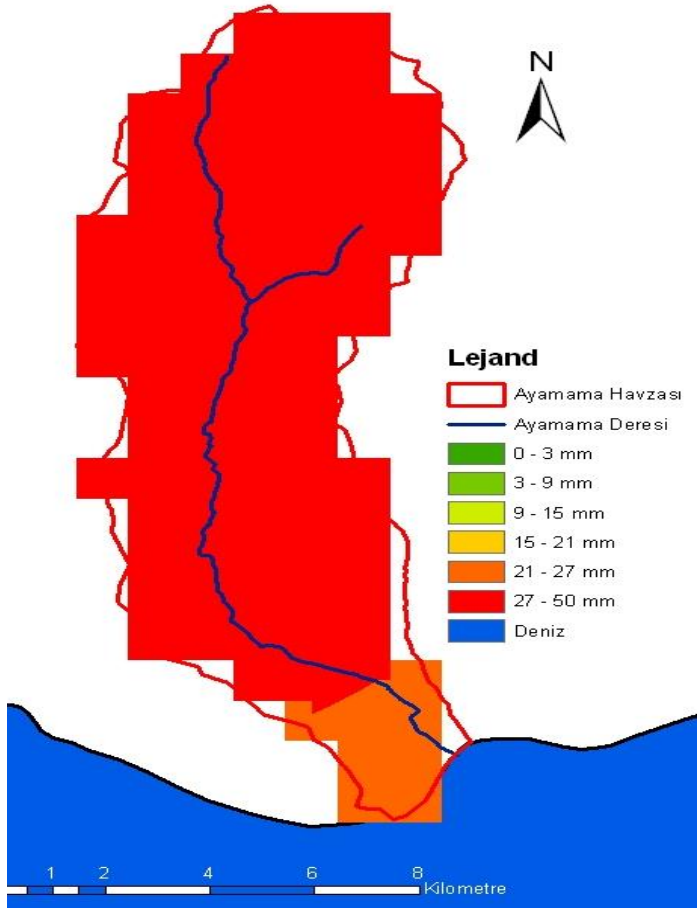 N
Lejand
Ayamama Havzası
Ayamama Deresi
0 - 3 mm
3 - 9 mm
9 - 15 mm
15 - 21 mm
21 - 27 mm
27 - 50 mm
Deniz
1 2 4 6 8
Kilometre